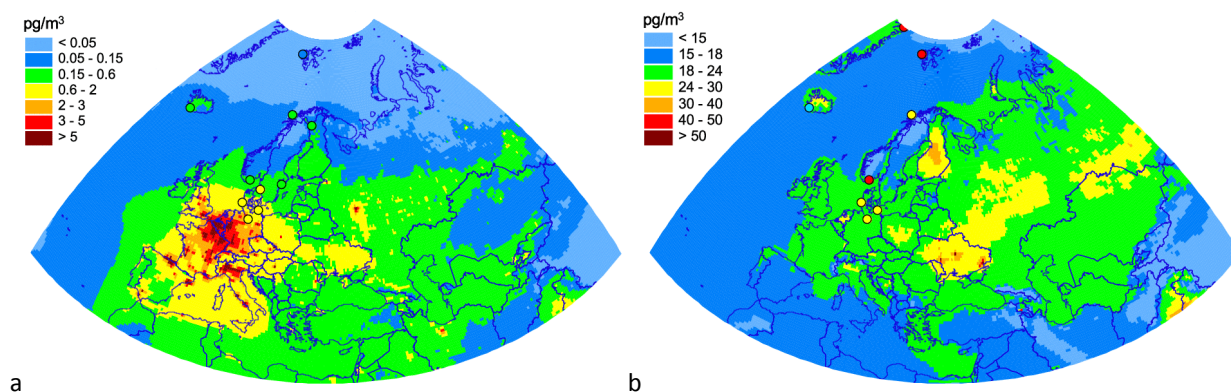 pg/m³
< 0.05
0.05 - 0.15
0.15 - 0.6
0.6 - 2
2 - 3
3 - 5
> 5
a
pg/m³
< 15
15 - 18
18 - 24
24 - 30
30 - 40
40 - 50
> 50
b